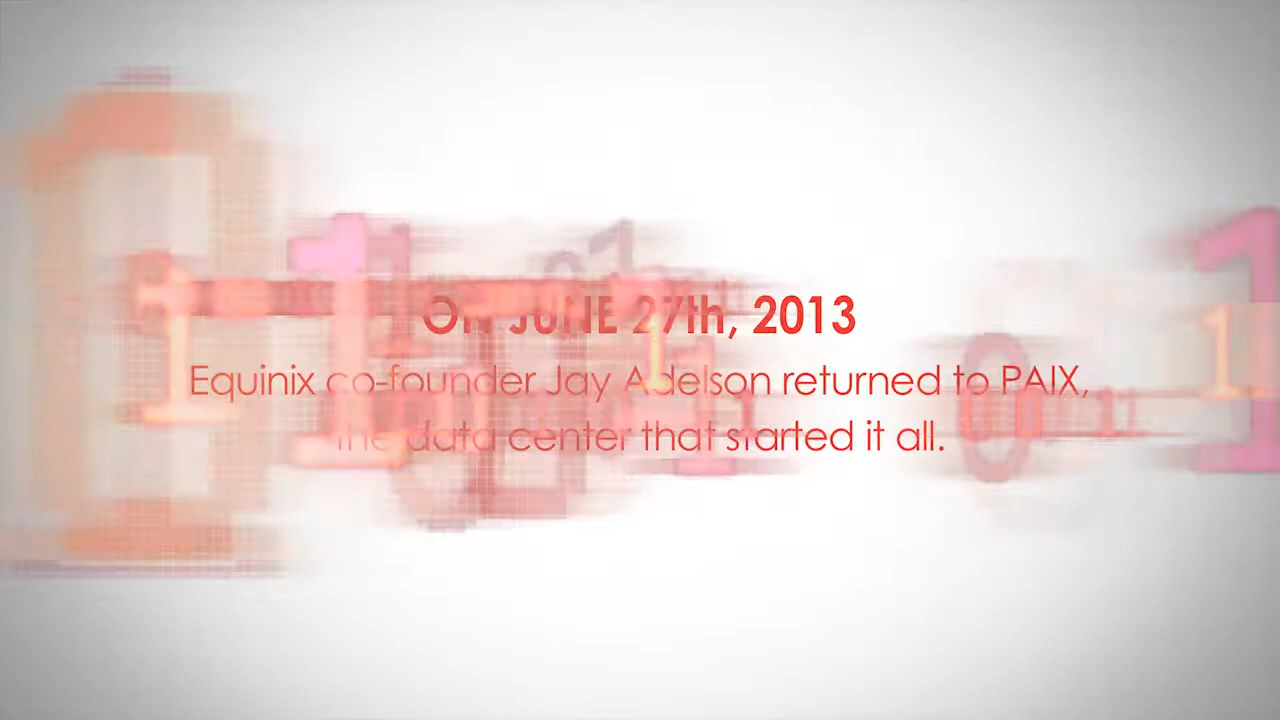 ON JUNE 27th, 2013
Equinix co-founder Jay Adelson returned to PAIX,
the data center that started it all.